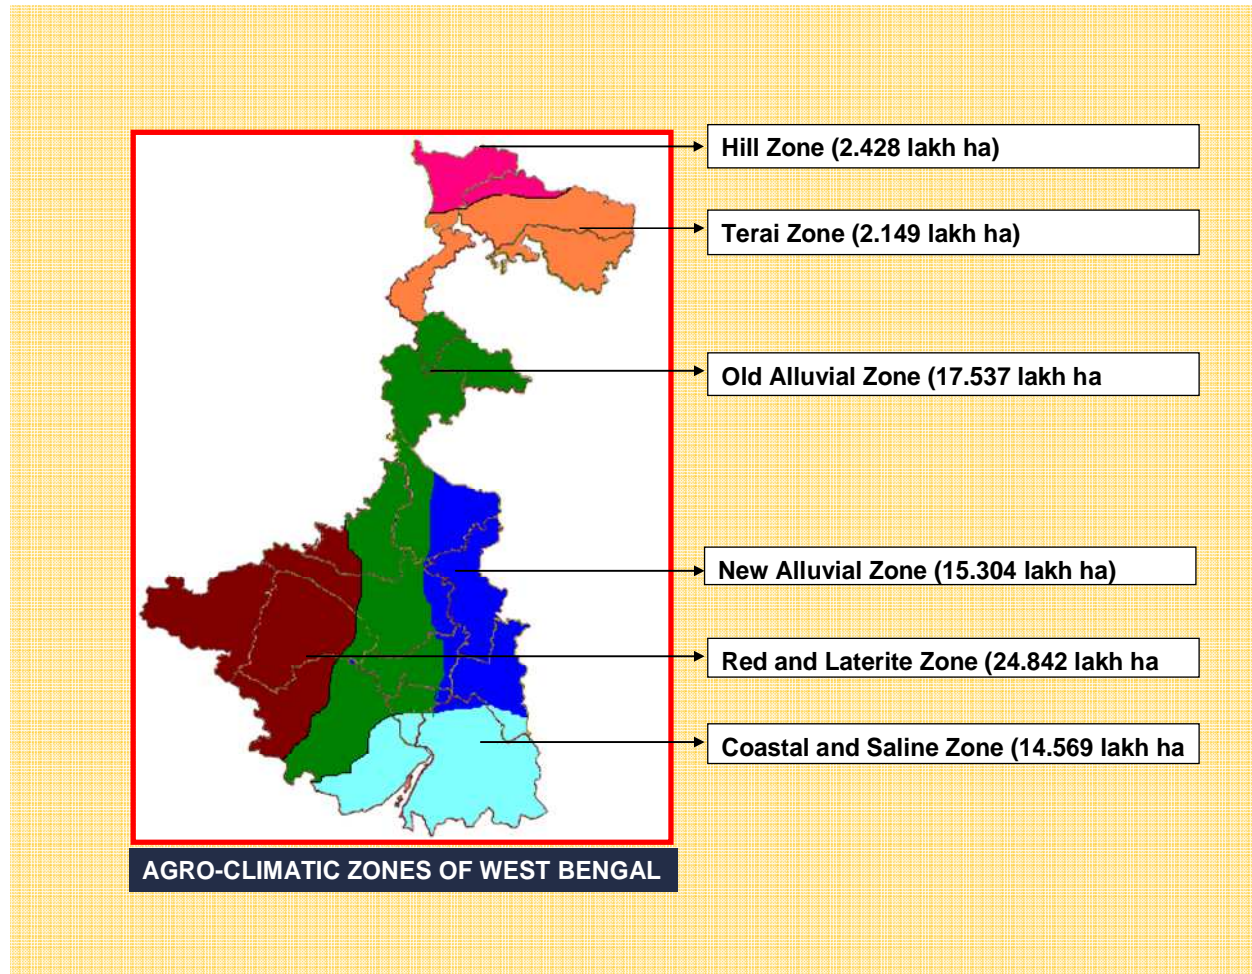 Hill Zone (2.428 lakh ha)
Terai Zone (2.149 lakh ha)
Old Alluvial Zone (17.537 lakh ha
New Alluvial Zone (15.304 lakh ha)
Red and Laterite Zone (24.842 lakh ha
Coastal and Saline Zone (14.569 lakh ha
AGRO-CLIMATIC ZONES OF WEST BENGAL